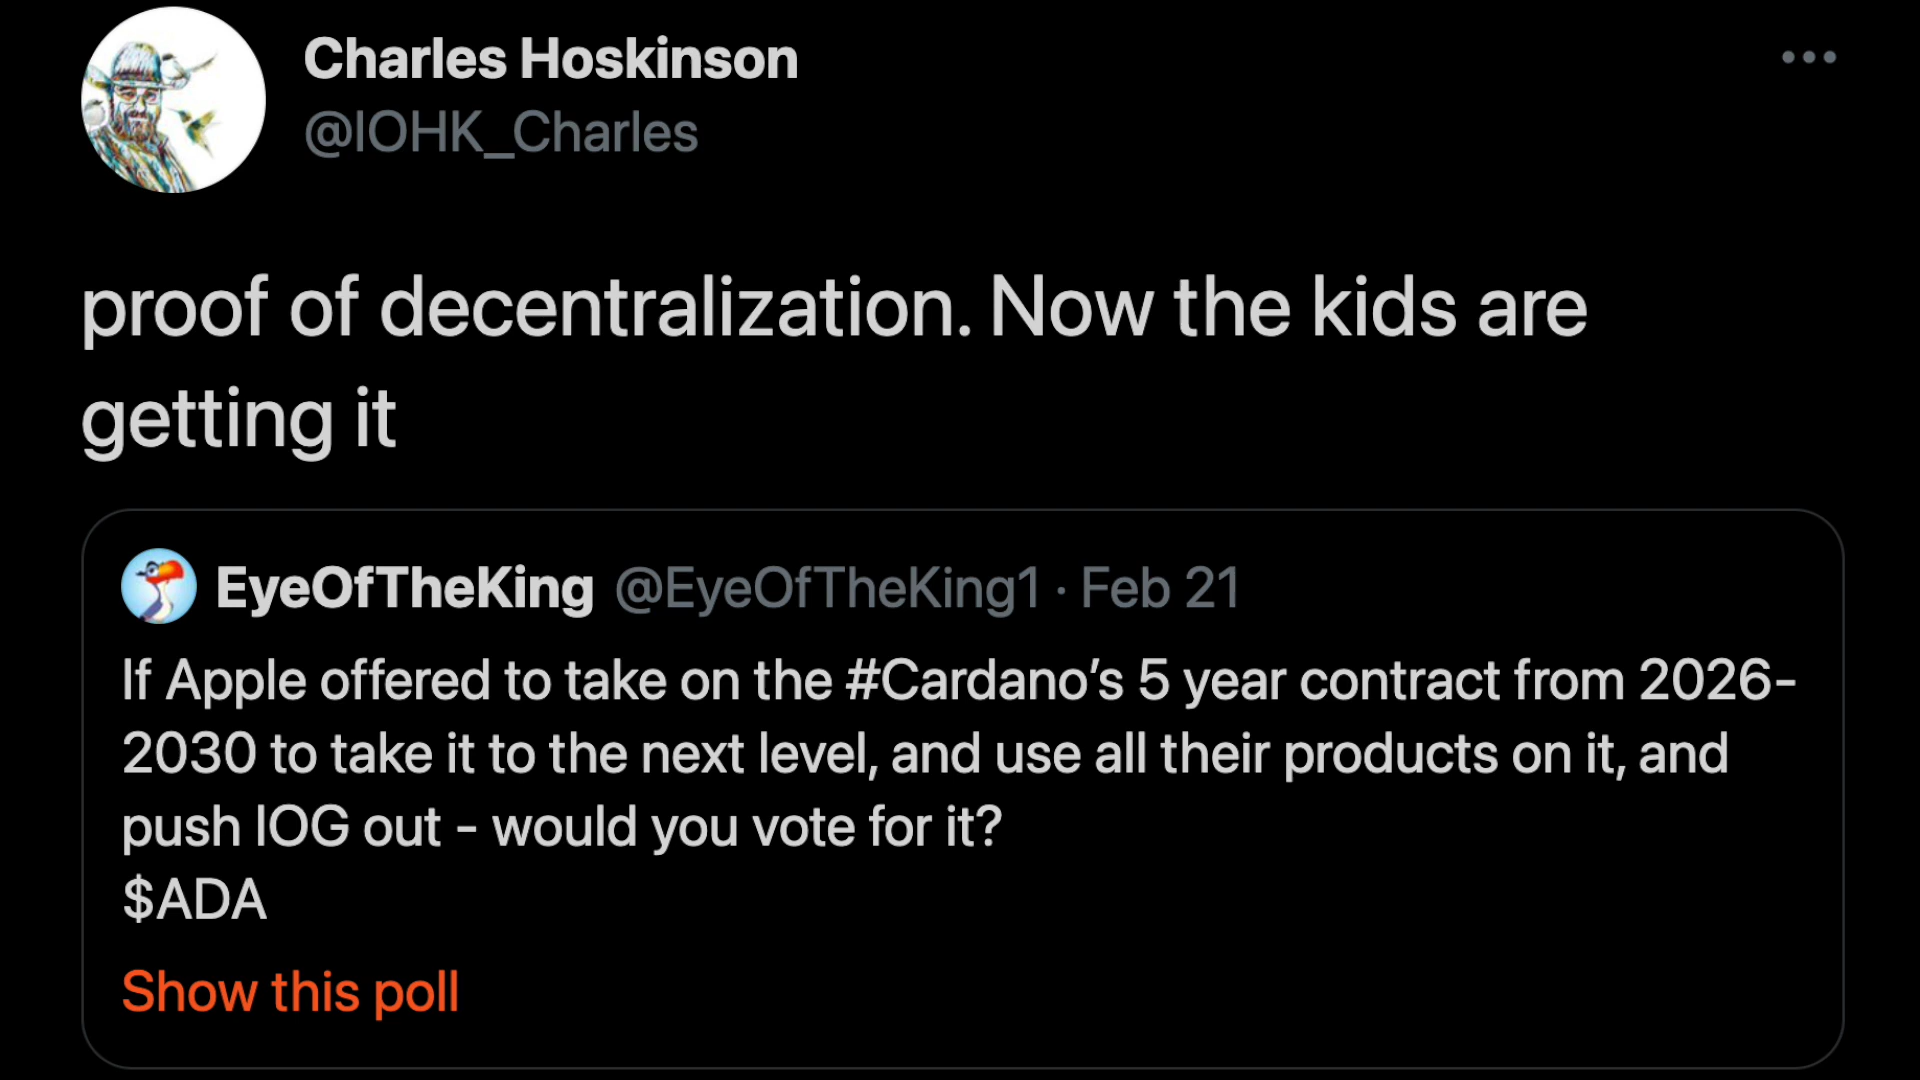 Charles Hoskinson
@IOHK_Charles
proof of decentralization. Now the kids are
getting it
EyeOfTheKing @EyeOfTheKing1 · Feb 21
If Apple offered to take on the #Cardano’s 5 year contract from 2026-
2030 to take it to the next level, and use all their products on it, and
push IOG out - would you vote for it?
$ADA
Show this poll